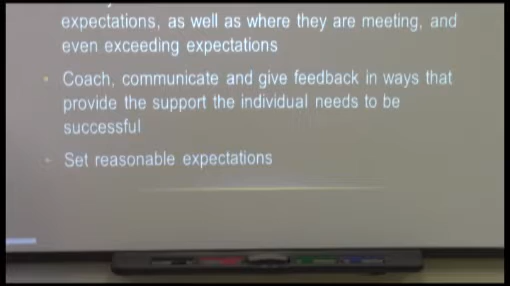 expectations, as well as where they are meeting, and
even exceeding expectations
Coach, communicate and give feedback in ways that
provide the support the individual needs to be
successful
Set reasonable expectations